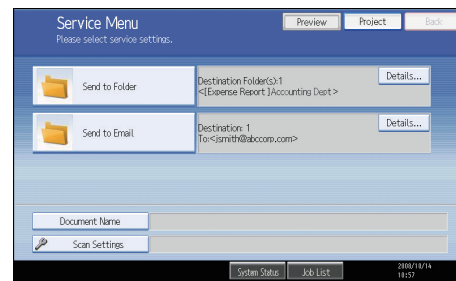 Service Menu
Please select service settings.
Preview
Project
Back
Send to Folder
Destination Folder(s):1
<[Expense Report ]Accounting Dept>
Details...
Send to Email
Destination: 1
To:<jsmith@abccorp.com>
Details...
Document Name
Scan Settings
System Status
Job List
2008/10/14
10:57